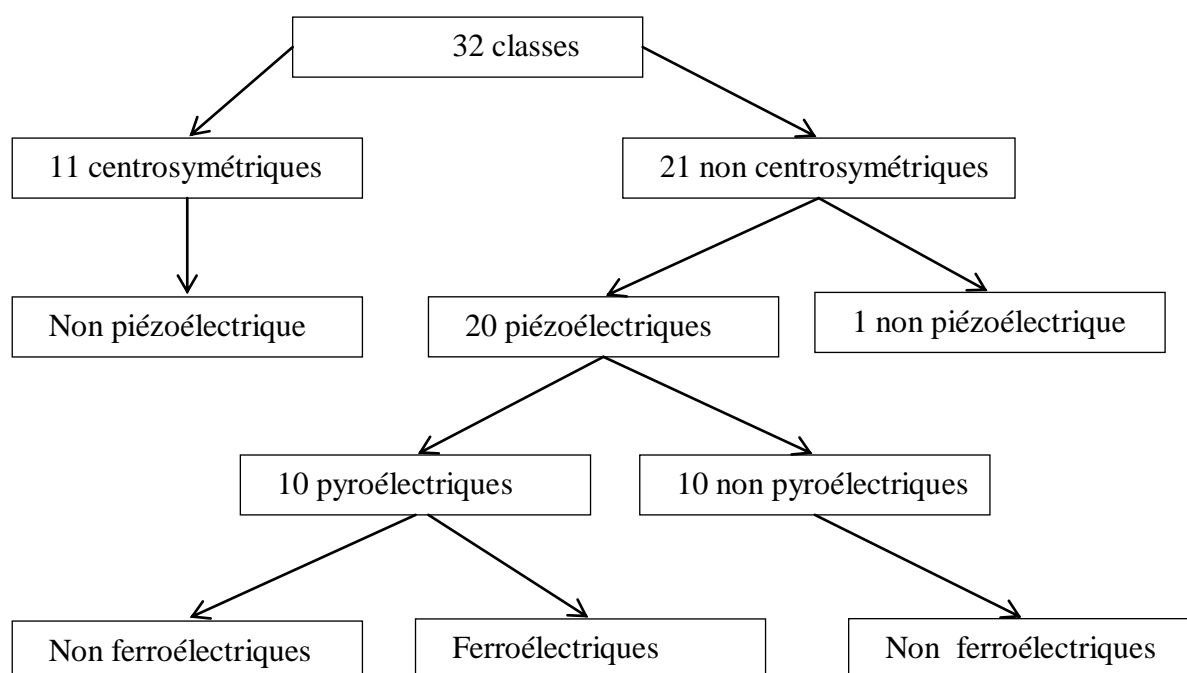 32 classes
11 centrosymétriques
21 non centrosymétriques
Non piézoélectrique
20 piézoélectriques
1 non piézoélectrique
10 pyroélectriques
10 non pyroélectriques
Non ferroélectriques
Ferroélectriques
Non ferroélectriques